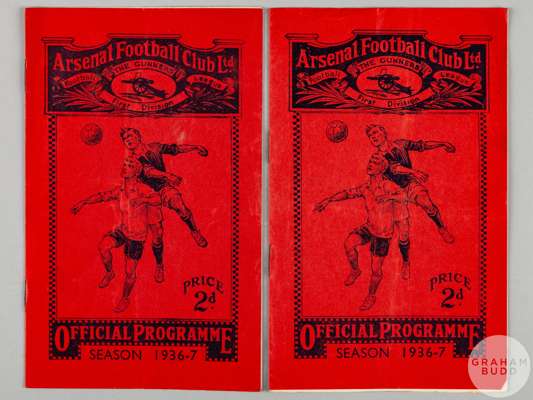 Arsenal Football Club Ltd
THE GUNNERS
Football League
First Division
PRICE
2d
OFFICIAL PROGRAMME
SEASON 1936-7
Arsenal Football Club Ltd
THE GUNNERS
Football League
First Division
PRICE
2d
OFFICIAL PROGRAMME
SEASON 1936-7
GRAHAM
BUDD